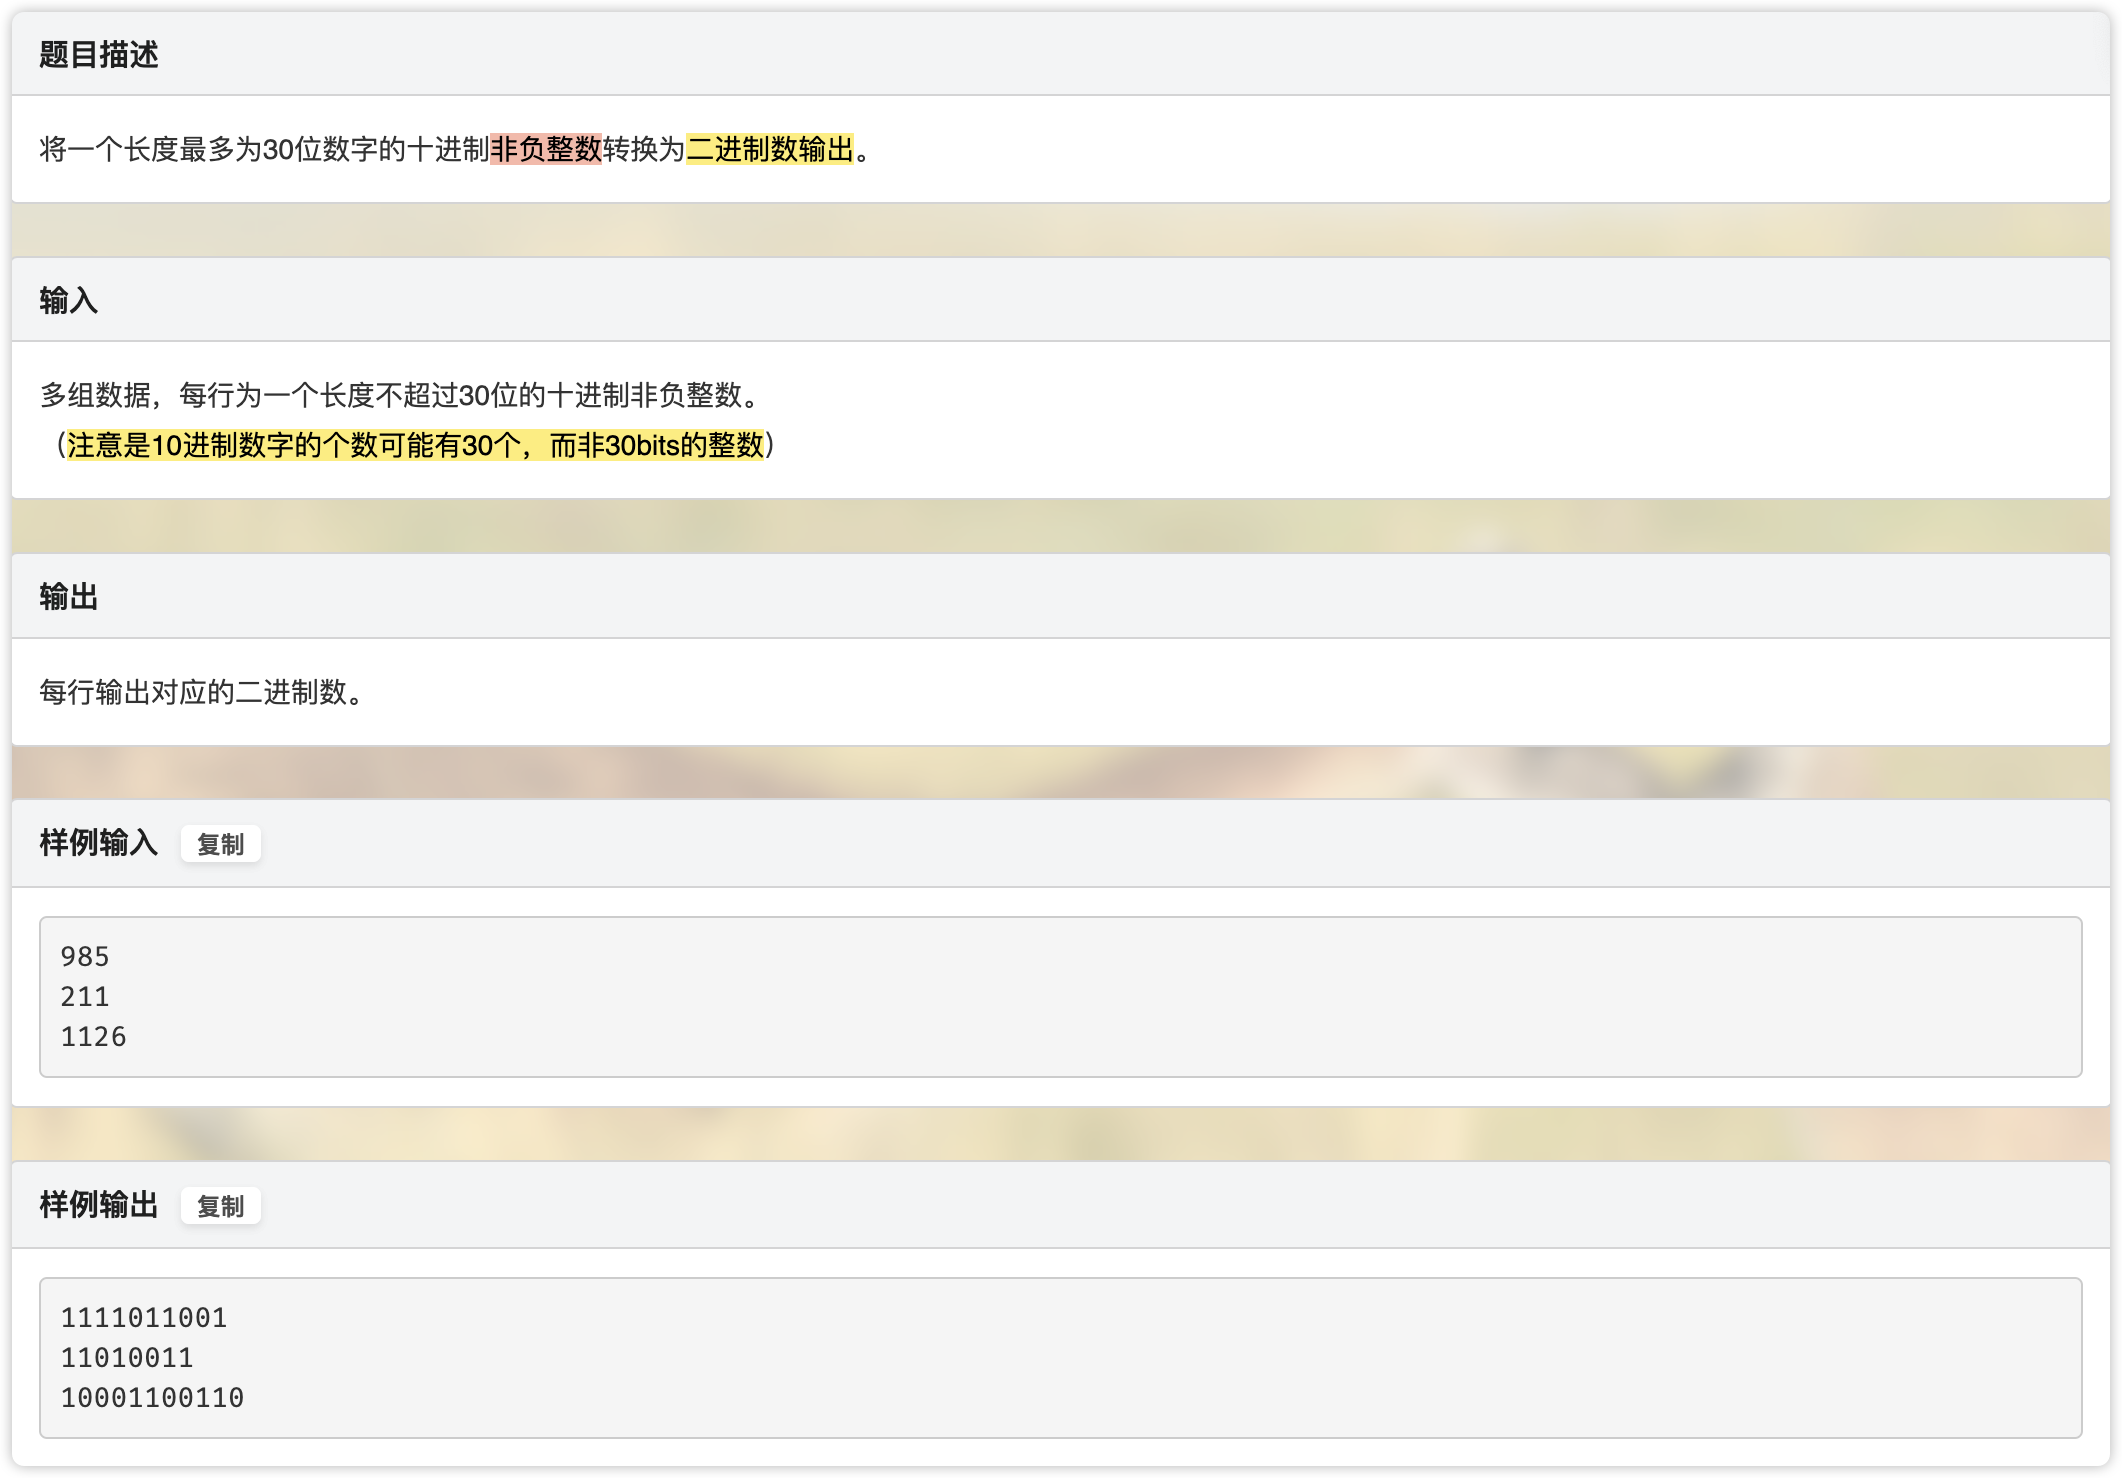 题目描述
将一个长度最多为30位数字的十进制非负整数转换为二进制数输出。
输入
多组数据，每行为一个长度不超过30位的十进制非负整数。
（注意是10进制数字的个数可能有30个，而非30bits的整数）
输出
每行输出对应的二进制数。
样例输入 复制
985
211
1126
样例输出 复制
1111011001
11010011
10001100110